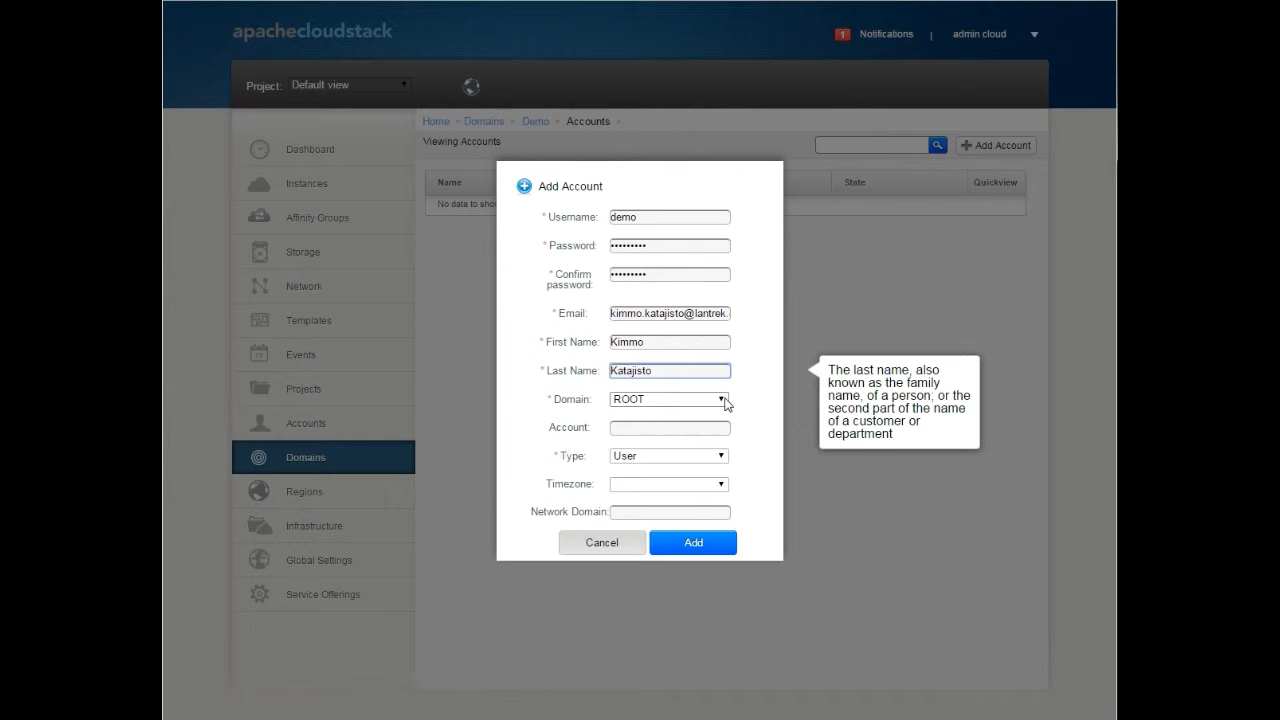 apachecloudstack
1 Notifications | admin cloud
Project: Default view
Home Domains Demo Accounts
Viewing Accounts
Add Account
Name State Quickview
No data to show
Dashboard
Instances
Affinity Groups
Storage
Network
Templates
Events
Projects
Accounts
Domains
Regions
Infrastructure
Global Settings
Service Offerings
Add Account
* Username: demo
* Password: •••••••••
* Confirm password: •••••••••
* Email: kimmo.katajisto@lantrek.
* First Name: Kimmo
* Last Name: Katajisto
* Domain: ROOT
Account:
* Type: User
Timezone:
Network Domain:
Cancel Add
The last name, also
known as the family
name, of a person; or the
second part of the name
of a customer or
department